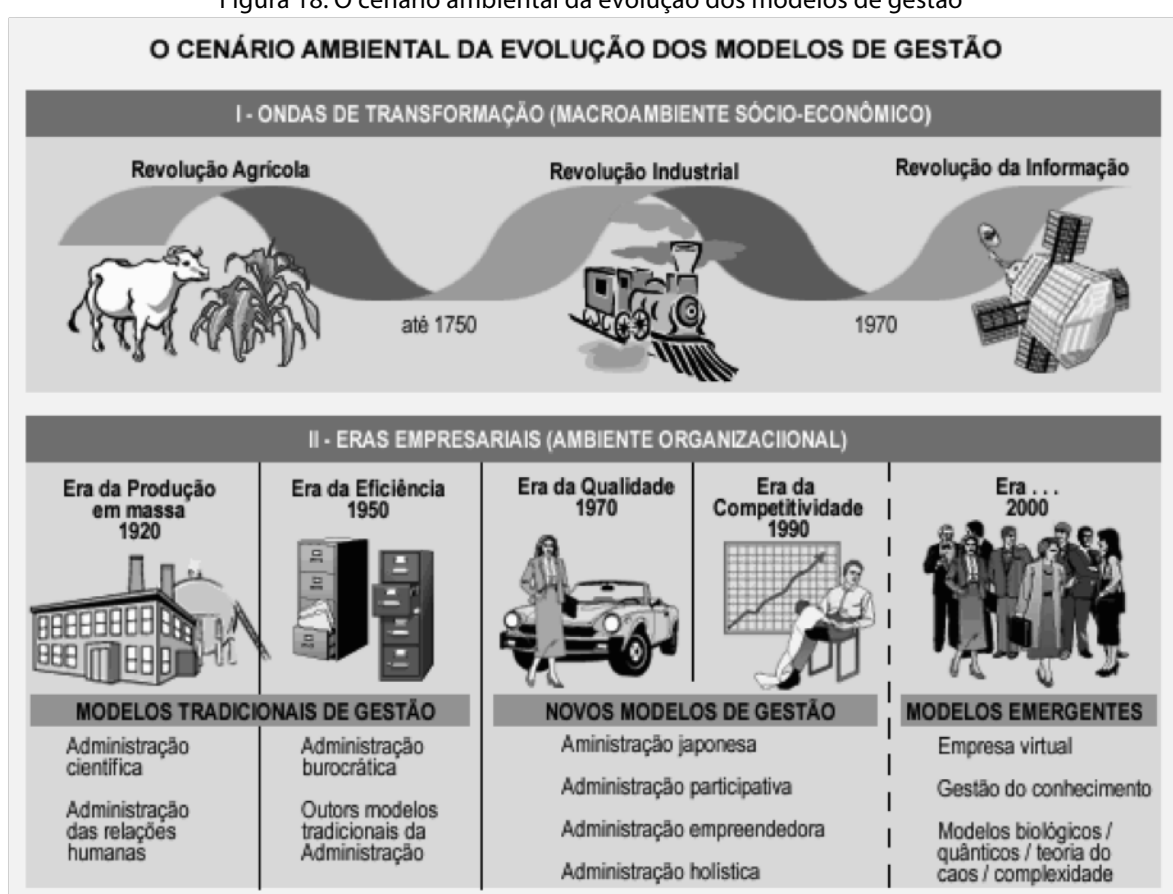 Figura 18. O cenário ambiental da evolução dos modelos de gestão
O CENÁRIO AMBIENTAL DA EVOLUÇÃO DOS MODELOS DE GESTÃO
I - ONDAS DE TRANSFORMAÇÃO (MACROAMBIENTE SÓCIO-ECONÔMICO)
Revolução Agrícola
Revolução Industrial
Revolução da Informação
até 1750
1970
II - ERAS EMPRESARIAIS (AMBIENTE ORGANIZACIIONAL)
Era da Produção
em massa
1920
Era da Eficiência
1950
Era da Qualidade
1970
Era da
Competitividade
1990
Era . . .
2000
MODELOS TRADICIONAIS DE GESTÃO
NOVOS MODELOS DE GESTÃO
MODELOS EMERGENTES
Administração
científica
Administração
das relações
humanas
Administração
burocrática
Outors modelos
tradicionais da
Administração
Aministração japonesa
Administração participativa
Administração empreendedora
Administração holística
Empresa virtual
Gestão do conhecimento
Modelos biológicos /
quânticos / teoria do
caos / complexidade